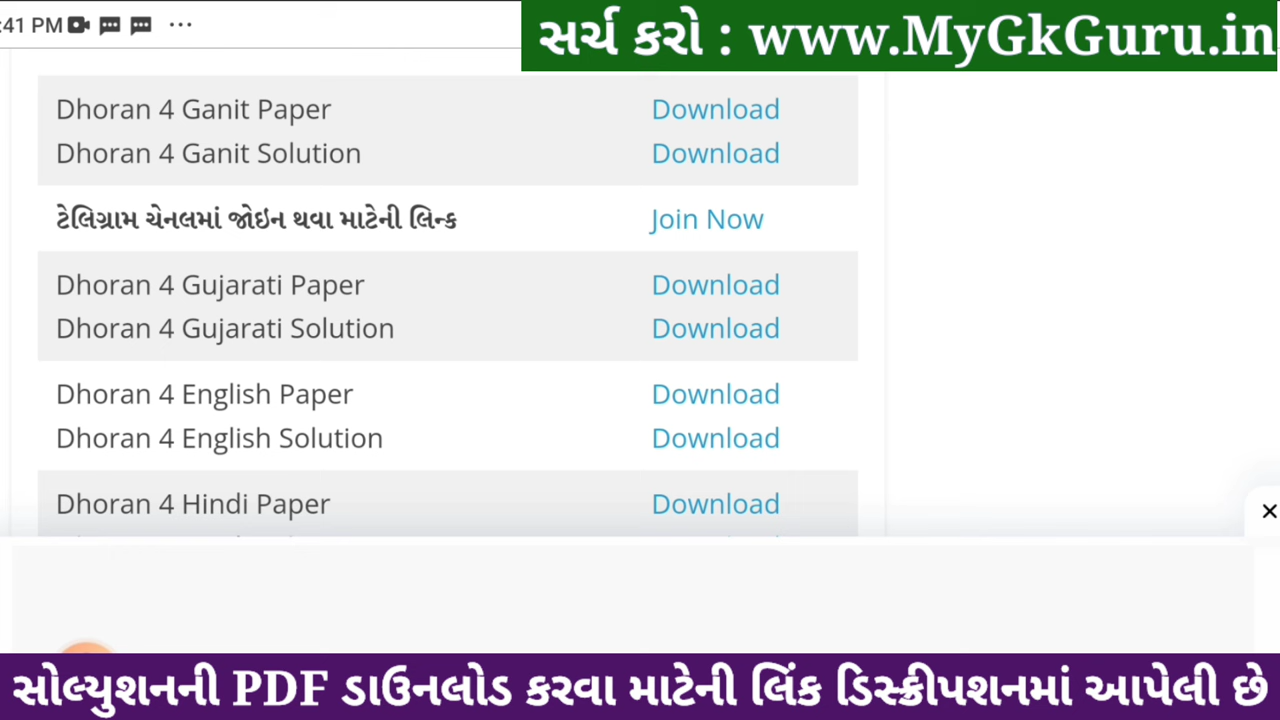 :41 PM
સર્ચ કરો : www.MyGkGuru.in
Dhoran 4 Ganit Paper Download
Dhoran 4 Ganit Solution Download
ટેલિગ્રામ ચેનલમાં જોઇન થવા માટેની લિન્ક Join Now
Dhoran 4 Gujarati Paper Download
Dhoran 4 Gujarati Solution Download
Dhoran 4 English Paper Download
Dhoran 4 English Solution Download
Dhoran 4 Hindi Paper Download
સોલ્યુશનની PDF ડાઉનલોડ કરવા માટેની લિંક ડિસ્ક્રીપશનમાં આપેલી છે